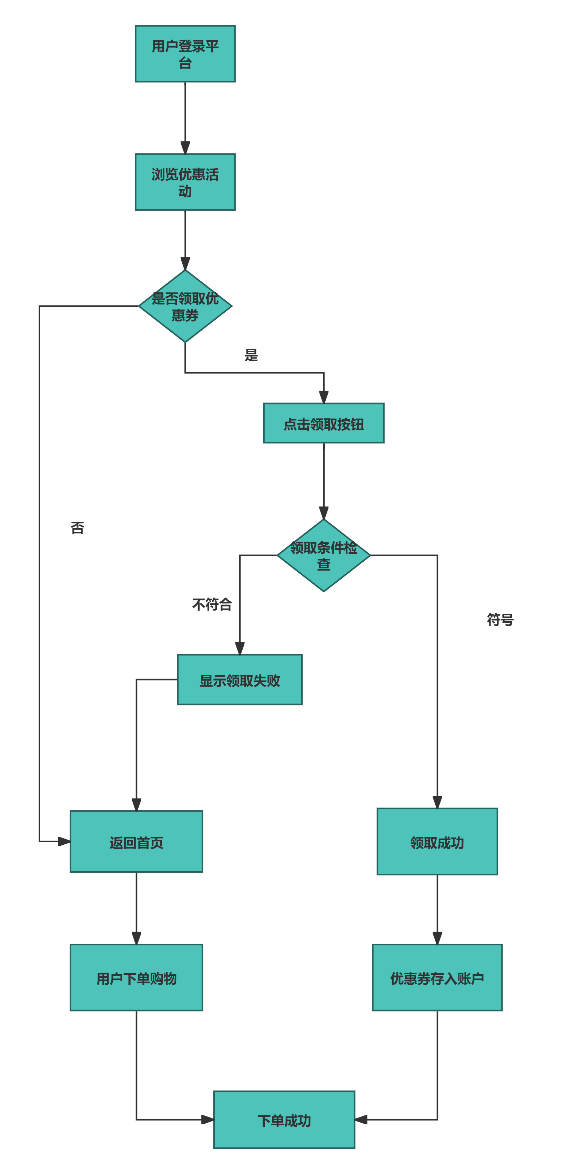 用户登录平
台
浏览优惠活
动
是否领取优
惠券
是
点击领取按钮
否
领取条件检
查
不符合
符号
显示领取失败
返回首页
领取成功
用户下单购物
优惠券存入账户
下单成功